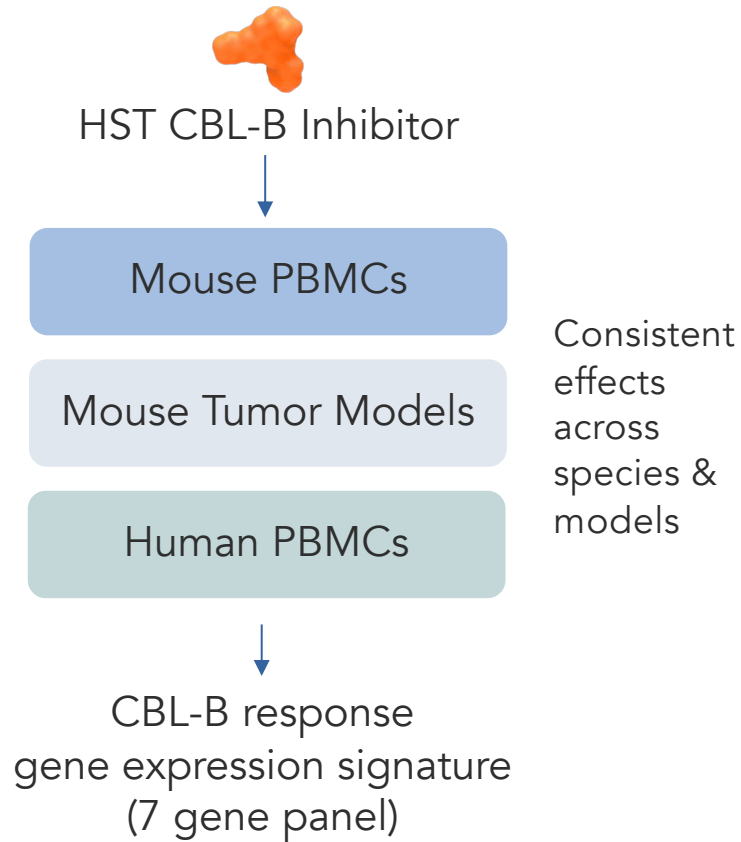 HST CBL-B Inhibitor
Mouse PBMCs
Mouse Tumor Models
Human PBMCs
Consistent
effects
across
species &
models
CBL-B response
gene expression signature
(7 gene panel)